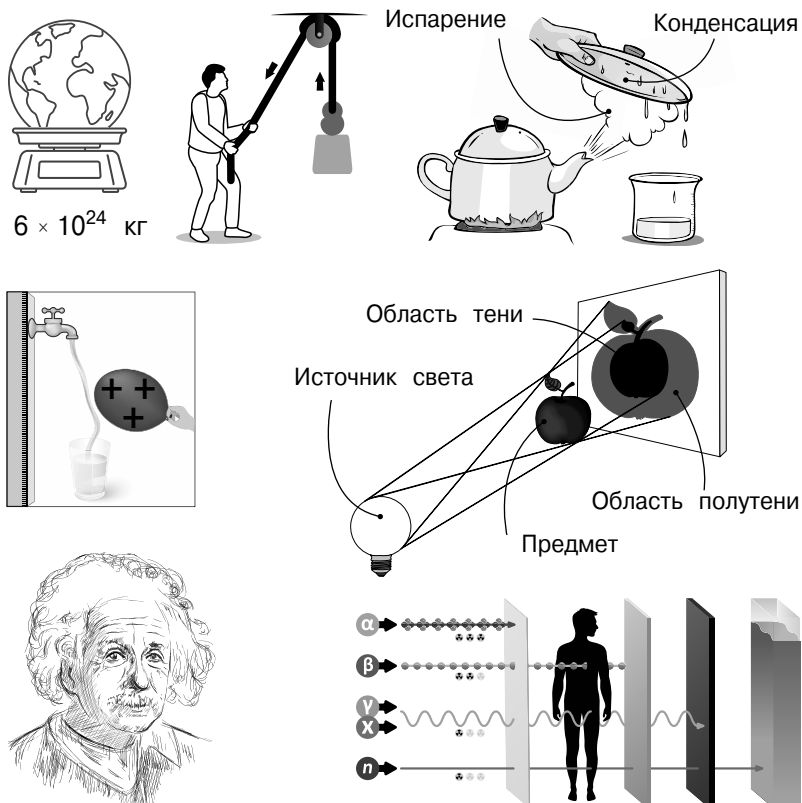 Испарение
Конденсация
6 × 10²⁴ кг
+ + +
Область тени
Источник света
Область полутени
Предмет
α
β
γ
X
n